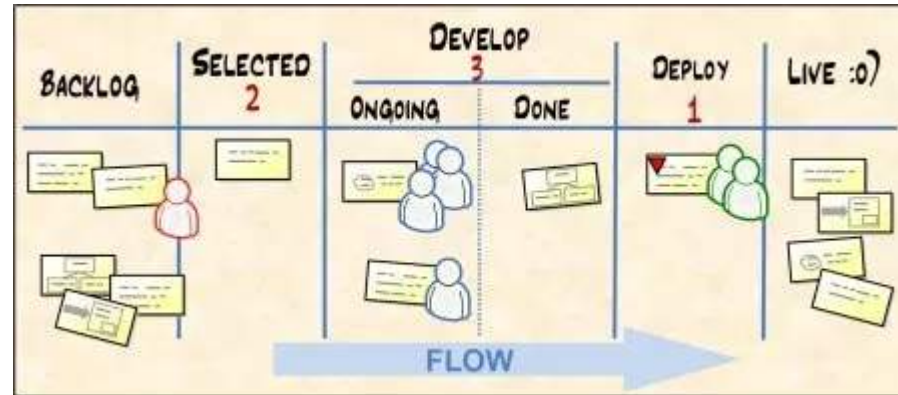 BACKLOG
SELECTED
2
DEVELOP
3
ONGOING
DONE
DEPLOY
1
LIVE :O)
FLOW